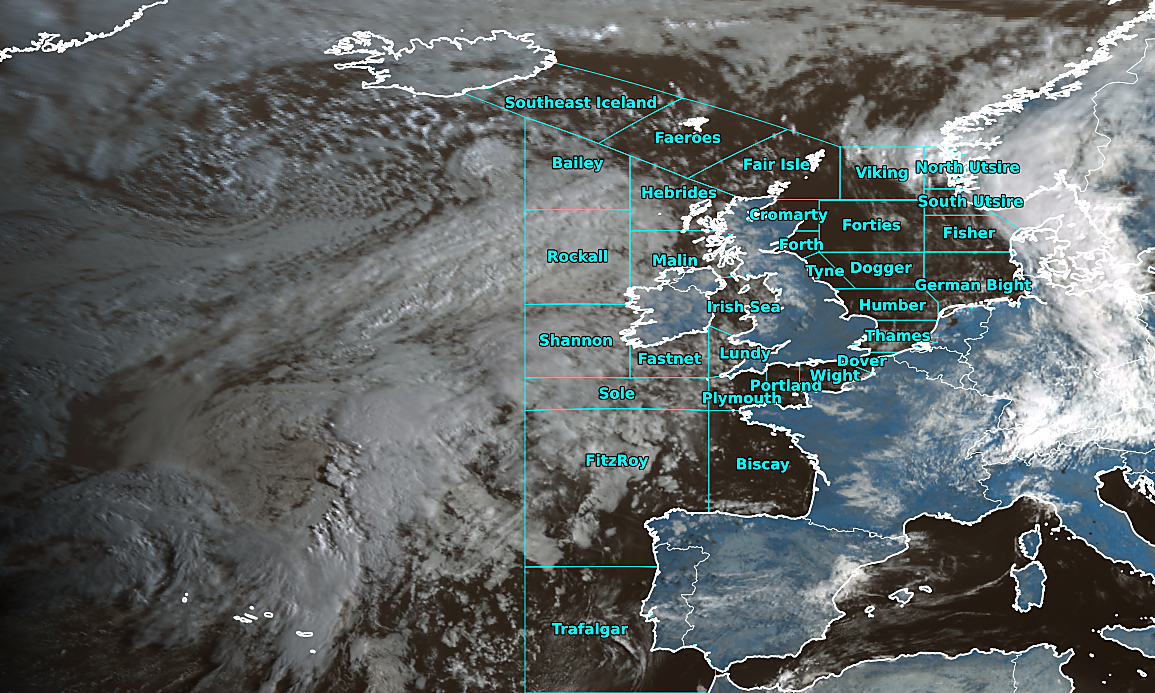 Southeast Iceland
Faeroes
Bailey
Fair Isle
Viking
North Utsire
Hebrides
South Utsire
Cromarty
Forties
Fisher
Forth
Rockall
Malin
Tyne
Dogger
German Bight
Irish Sea
Humber
Shannon
Thames
Fastnet
Lundy
Dover
Wight
Portland
Sole
Plymouth
FitzRoy
Biscay
Trafalgar